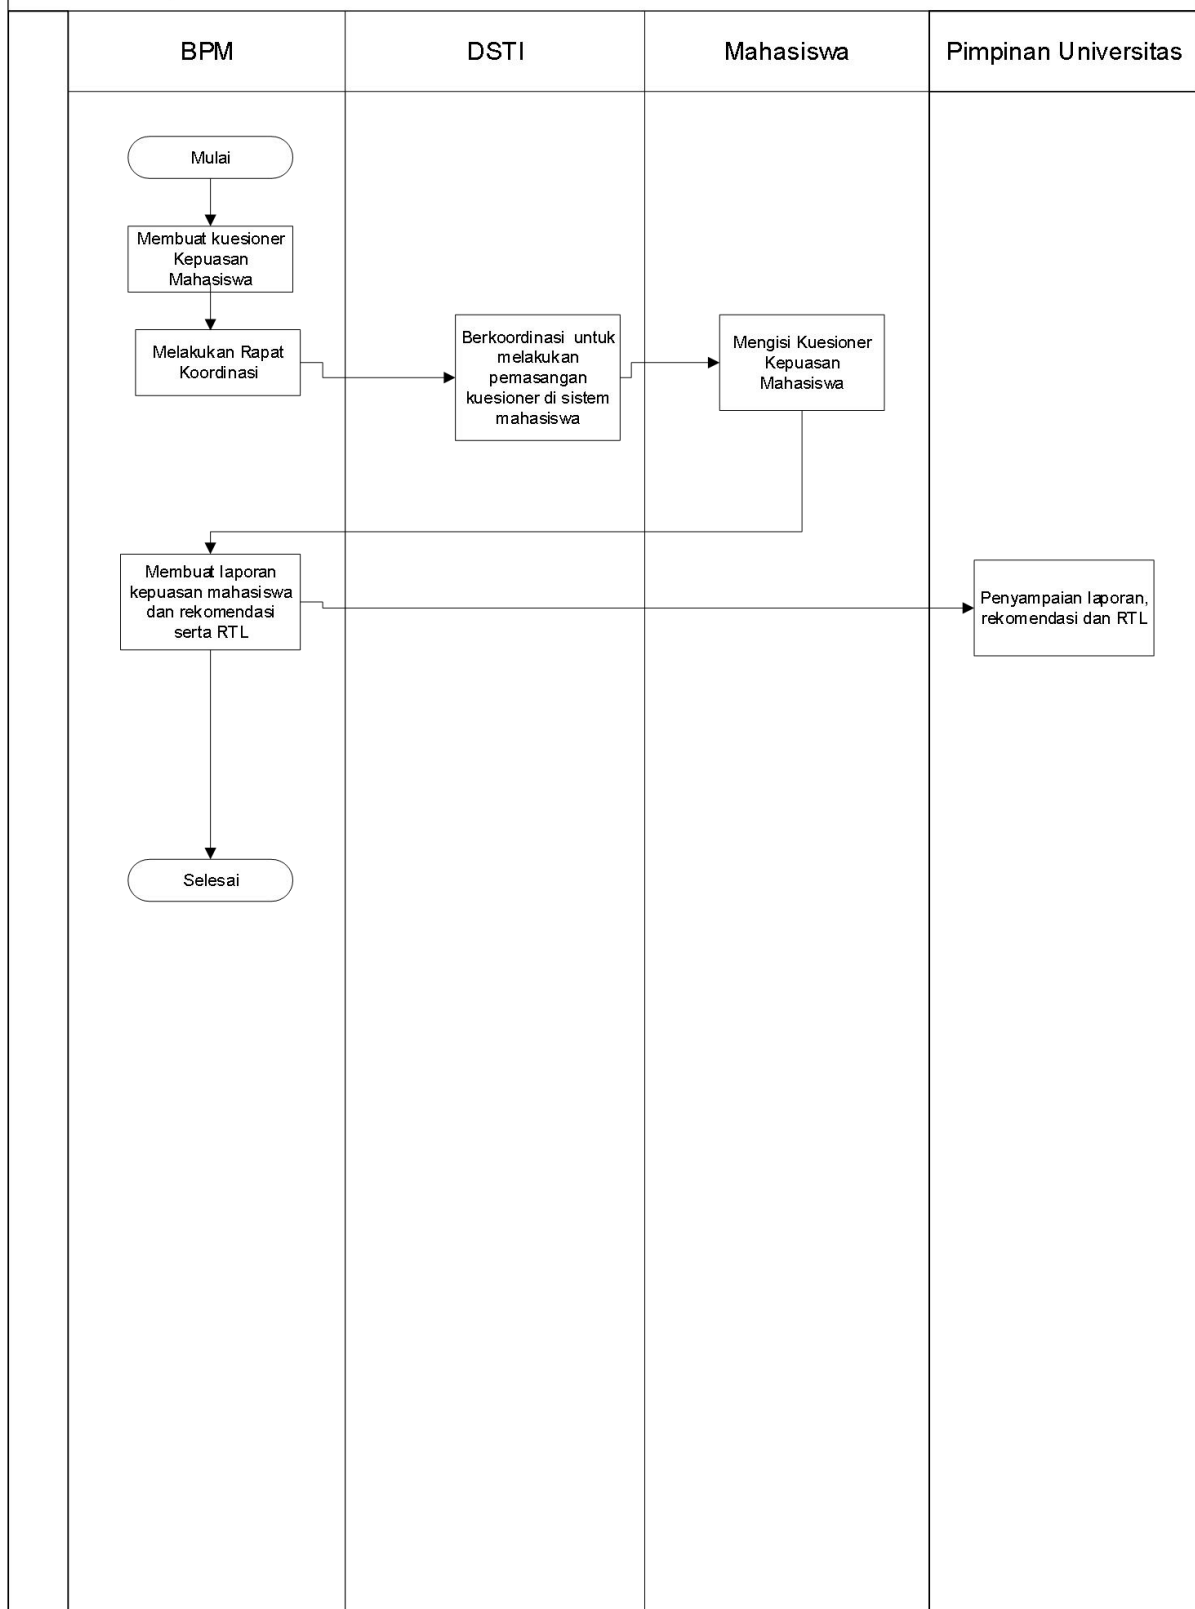 BPM
DSTI
Mahasiswa
Pimpinan Universitas
Mulai
Membuat kuesioner
Kepuasan
Mahasiswa
Melakukan Rapat
Koordinasi
Berkoordinasi untuk
melakukan
pemasangan
kuesioner di sistem
mahasiswa
Mengisi Kuesioner
Kepuasan
Mahasiswa
Membuat laporan
kepuasan mahasiswa
dan rekomendasi
serta RTL
Penyampaian laporan,
rekomendasi dan RTL
Selesai